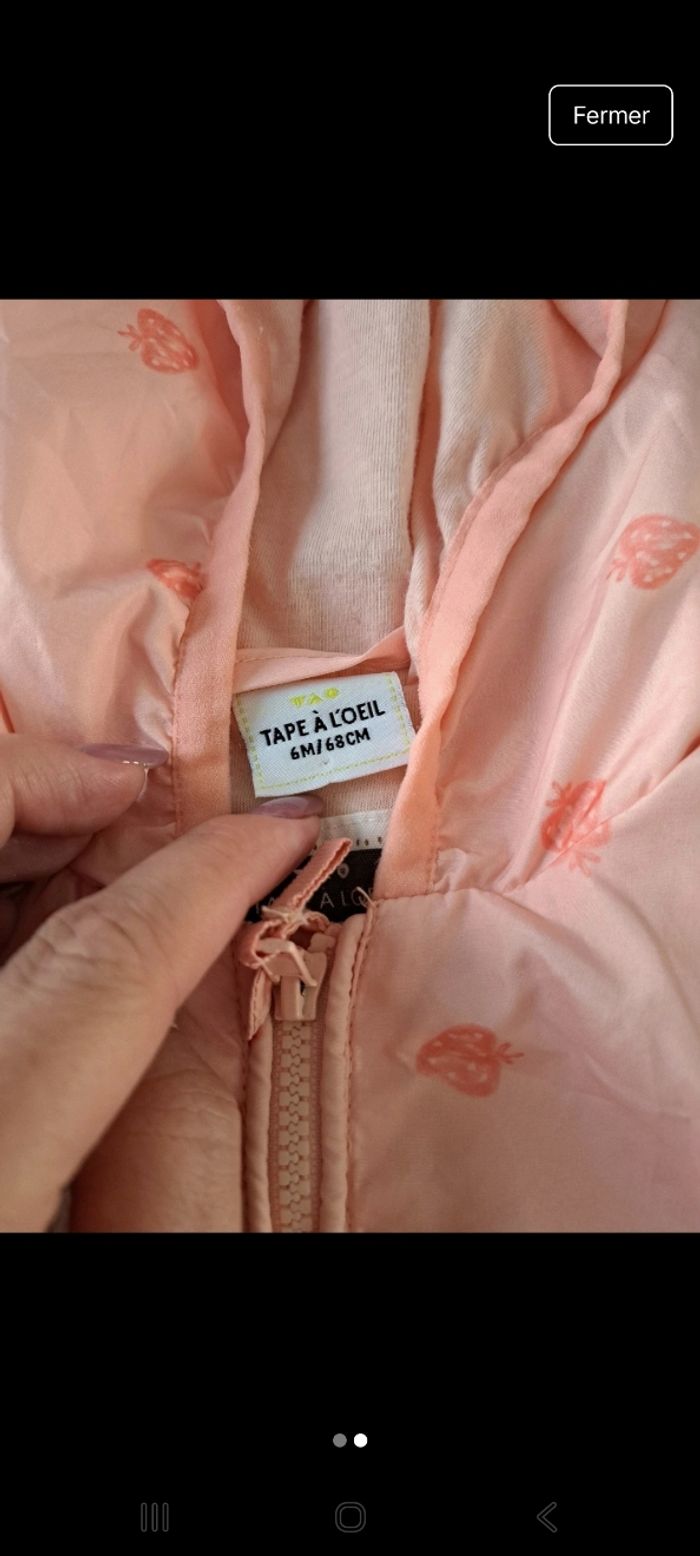 Fermer
TAO
TAPE À L'OEIL
6M/68CM